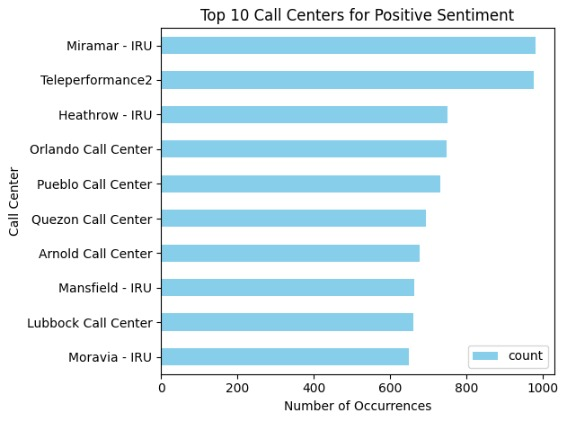 Top 10 Call Centers for Positive Sentiment
Call Center
Miramar - IRU
Teleperformance2
Heathrow - IRU
Orlando Call Center
Pueblo Call Center
Quezon Call Center
Arnold Call Center
Mansfield - IRU
Lubbock Call Center
Moravia - IRU
count
0 200 400 600 800 1000
Number of Occurrences